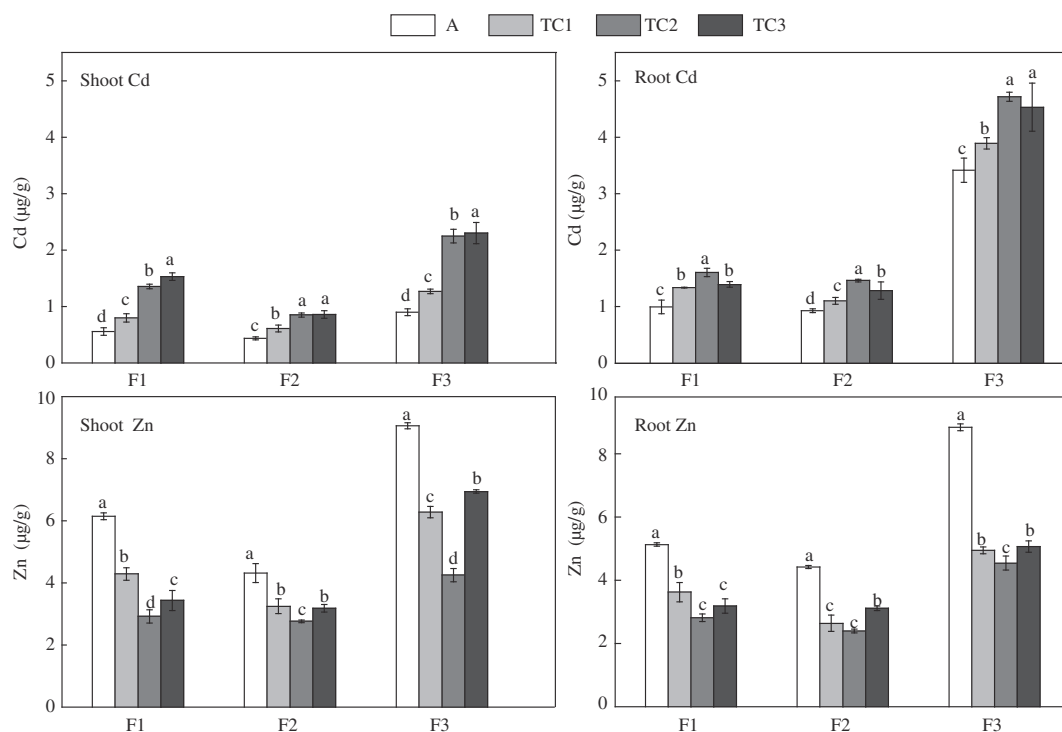 A TC1 TC2 TC3
Shoot Cd
Cd (μg/g)
5
4
3
2
1
0
d c b a
c b a a
d c b a
F1 F2 F3
Root Cd
Cd (μg/g)
5
4
3
2
1
0
c b a b
d c a b
c b a a
F1 F2 F3
Shoot Zn
Zn (μg/g)
10
8
6
4
2
0
a b d c
a b c b
a c d b
F1 F2 F3
Root Zn
Zn (μg/g)
10
8
6
4
2
0
a b c c
a c c b
a b c b
F1 F2 F3